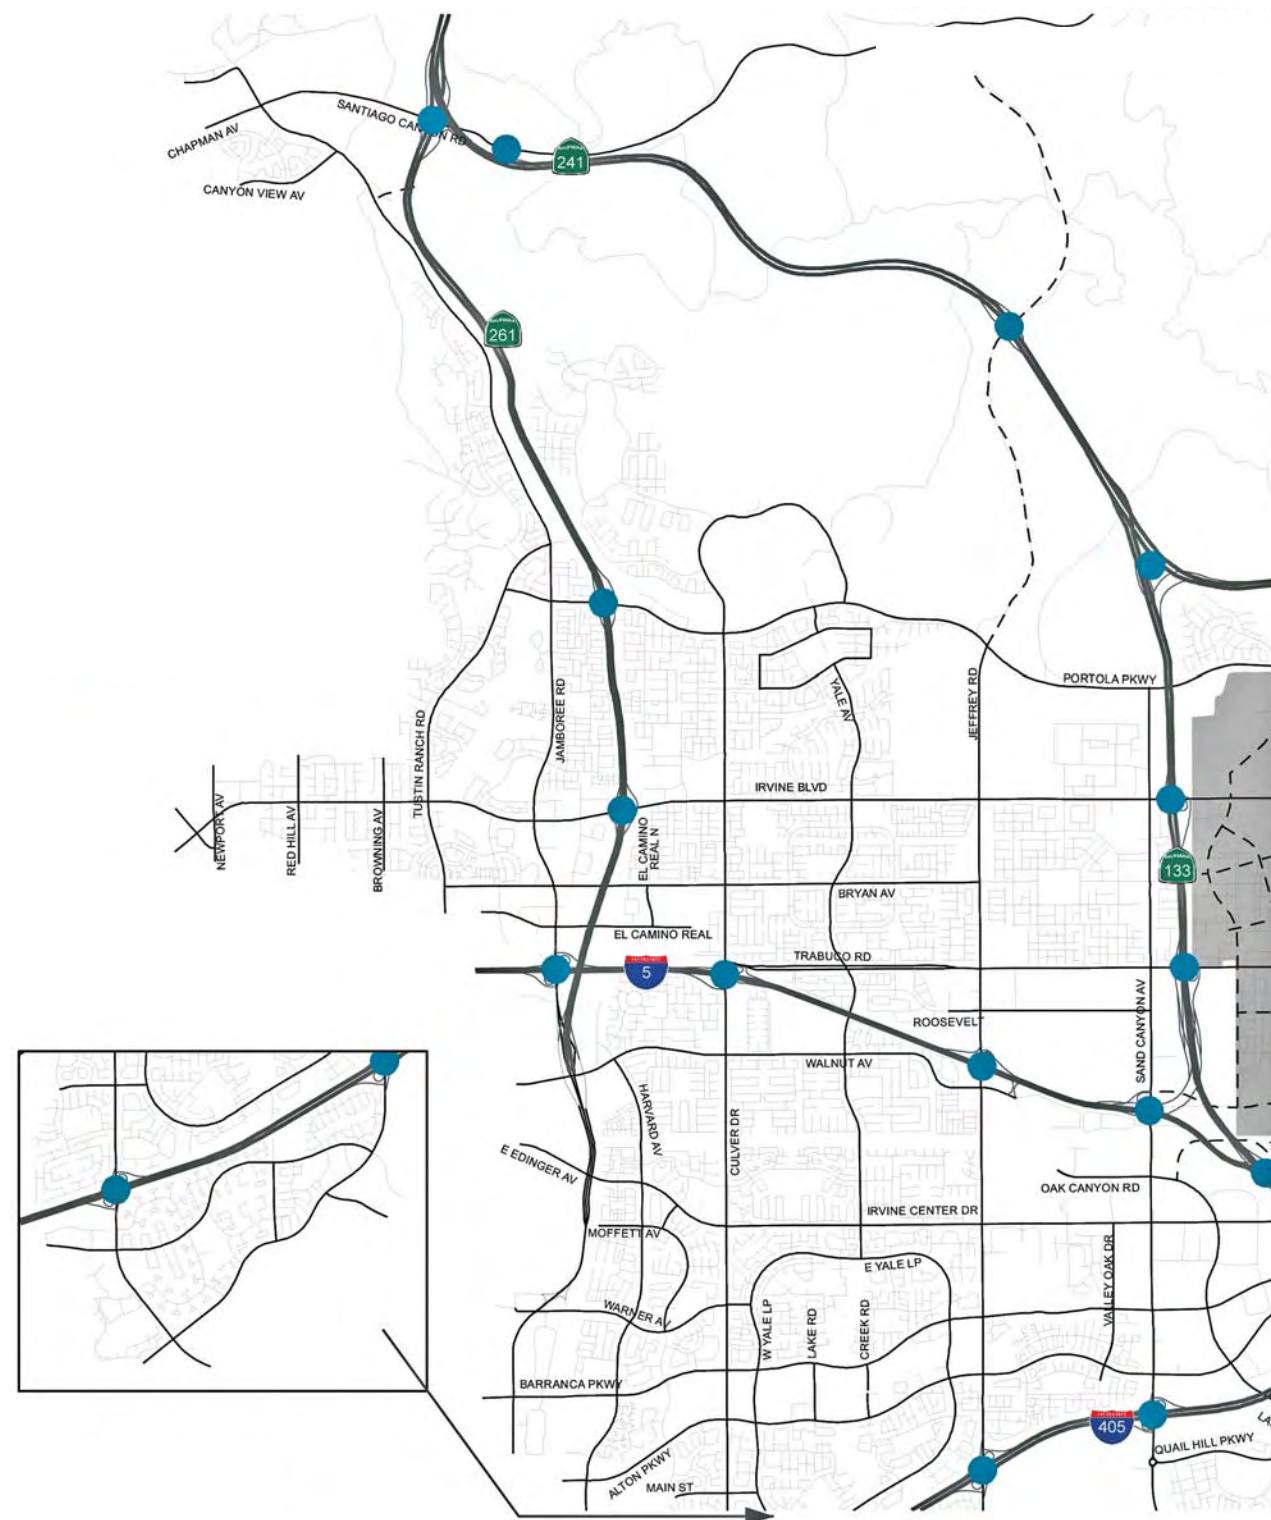 SANTIAGO CANYON RD
CHAPMAN AV
241
CANYON VIEW AV
261
PORTOLA PKWY
JAMBOREE RD
YALE AV
JEFFREY RD
TUSTIN RANCH RD
IRVINE BLVD
NEWPORT AV
RED HILL AV
BROWNING AV
EL CAMINO
REAL N
133
BRYAN AV
EL CAMINO REAL
TRABUCO RD
5
SAND CANYON AV
ROOSEVELT
WALNUT AV
HARVARD AV
CULVER DR
E EDINGER AV
OAK CANYON RD
IRVINE CENTER DR
MOFFETT AV
E YALE LP
VALLEY OAK DR
WARNER AV
W YALE LP
LAKE RD
CREEK RD
BARRANCA PKWY
405
LA
QUAIL HILL PKWY
ALTON PKWY
MAIN ST